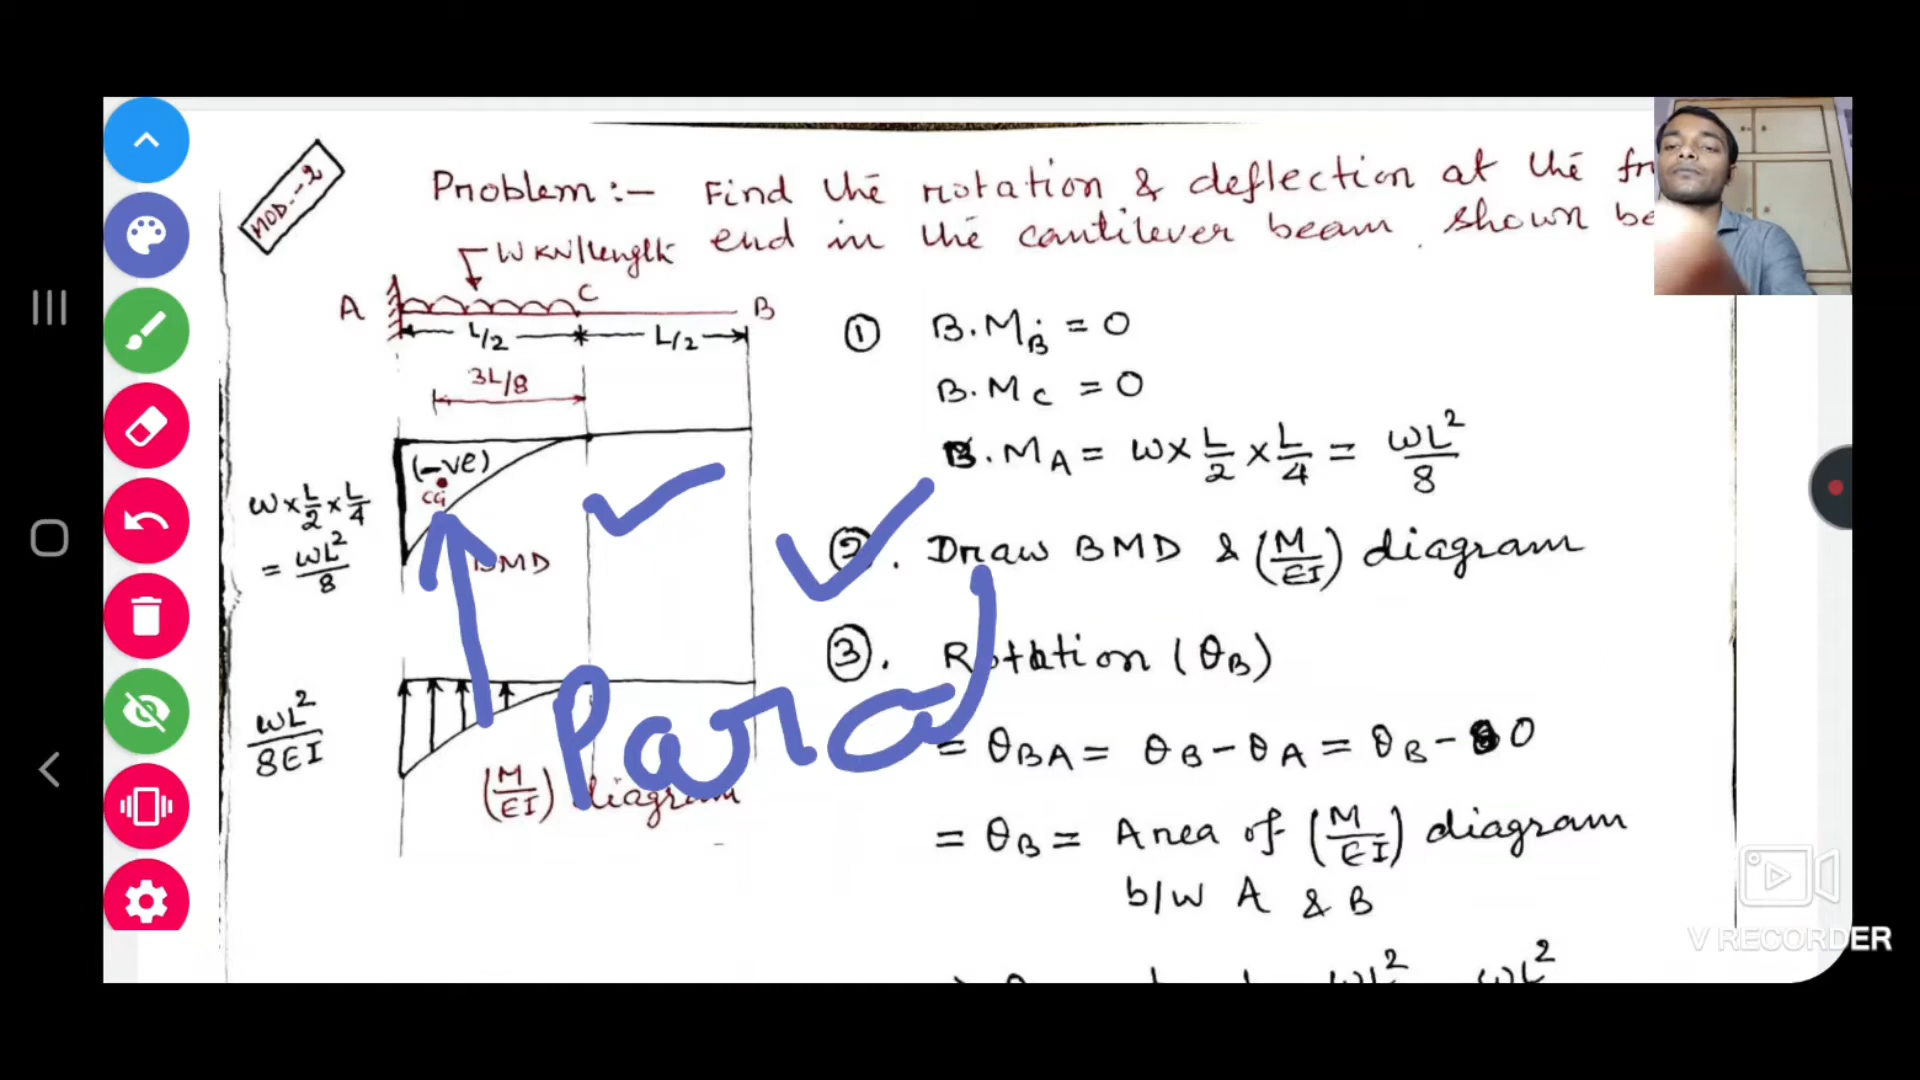 MOD.-2
Problem:- Find the rotation & deflection at the
end in the cantilever beam shown
W KN/length
A
C
B
L/2
L/2
3L/8
(-ve)
CG
W×L/2×L/4
= WL²/8
BMD
WL²/8EI
(M/EI) diagram
Para
① B.M_B = 0
B.M_C = 0
B.M_A = W×L/2×L/4 = WL²/8
②. Draw BMD & (M/EI) diagram
③. Rotation (θ_B)
= θ_BA = θ_B - θ_A = θ_B - 0
= θ_B = Area of (M/EI) diagram
b/w A & B
WL² WL²
V RECORDER